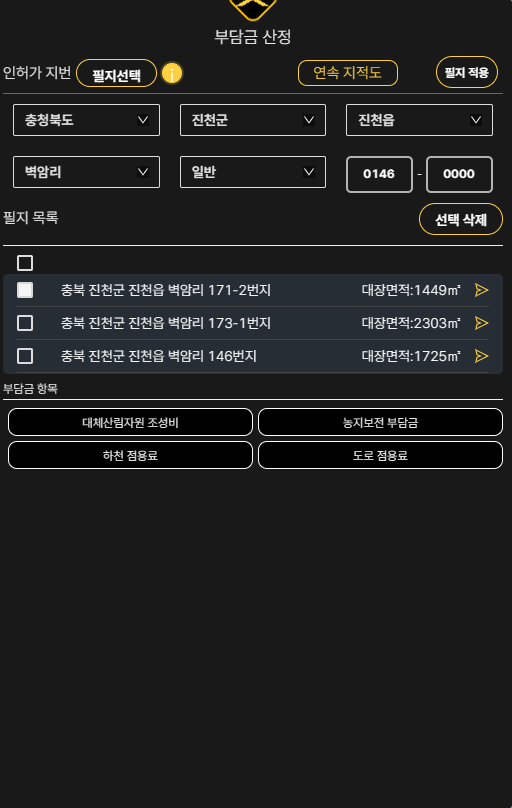 부담금 산정
인허가 지번 필지선택 i 연속 지적도 필지 적용
충청북도 진천군 진천읍
벽암리 일반 0146 - 0000
필지 목록 선택 삭제
충북 진천군 진천읍 벽암리 171-2번지 대장면적:1449㎡
충북 진천군 진천읍 벽암리 173-1번지 대장면적:2303㎡
충북 진천군 진천읍 벽암리 146번지 대장면적:1725㎡
부담금 항목
대체산림자원 조성비 농지보전 부담금
하천 점용료 도로 점용료